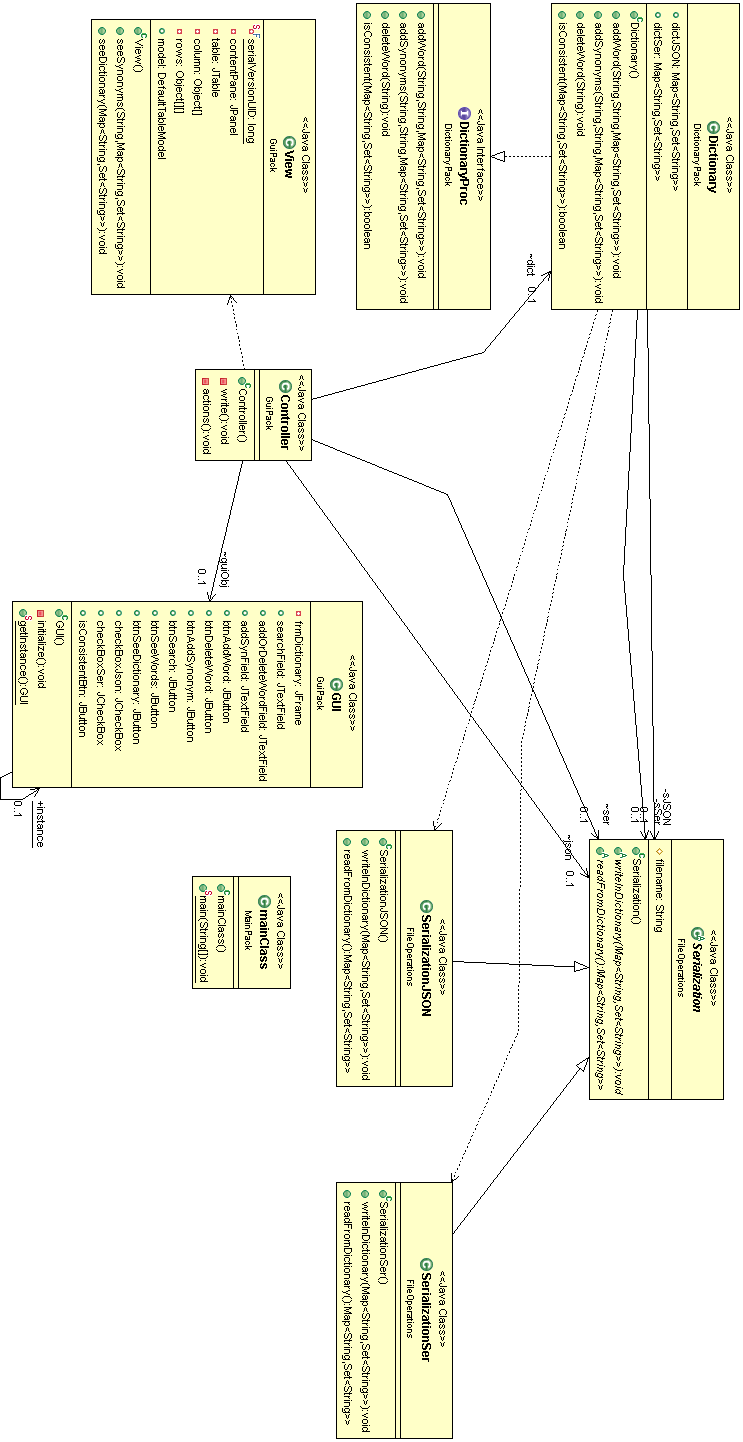 <<Java Class>>
Dictionary
DictionaryPack
dictJSON: Map<String,Set<String>>
dictSer: Map<String,Set<String>>
Dictionary()
addWord(String,String,Map<String,Set<String>>):void
addSynonyms(String,String,Map<String,Set<String>>):void
deleteWord(String):void
isConsistent(Map<String,Set<String>>):boolean
-sJSON
0..1
-sSer
0..1
<<Java Class>>
Serialization
FileOperations
filename: String
Serialization()
writeInDictionary(Map<String,Set<String>>):void
readFromDictionary():Map<String,Set<String>>
~ser
0..1
~json
0..1
~dict
0..1
<<Java Interface>>
DictionaryProc
DictionaryPack
addWord(String,String,Map<String,Set<String>>):void
addSynonyms(String,String,Map<String,Set<String>>):void
deleteWord(String):void
isConsistent(Map<String,Set<String>>):boolean
<<Java Class>>
SerializationJSON
FileOperations
SerializationJSON()
writeInDictionary(Map<String,Set<String>>):void
readFromDictionary():Map<String,Set<String>>
<<Java Class>>
SerializationSer
FileOperations
SerializationSer()
writeInDictionary(Map<String,Set<String>>):void
readFromDictionary():Map<String,Set<String>>
<<Java Class>>
View
GuiPack
serialVersionUID: long
contentPane: JPanel
table: JTable
column: Object[]
rows: Object[][]
model: DefaultTableModel
View()
seeSynonyms(String,Map<String,Set<String>>):void
seeDictionary(Map<String,Set<String>>):void
<<Java Class>>
Controller
GuiPack
Controller()
write():void
actions():void
~guiObj
0..1
<<Java Class>>
GUI
GuiPack
frmDictionary: JFrame
searchField: JTextField
addOrDeleteWordField: JTextField
addSynField: JTextField
btnAddWord: JButton
btnDeleteWord: JButton
btnAddSynonym: JButton
btnSearch: JButton
btnSeeWords: JButton
btnSeeDictionary: JButton
checkBoxJson: JCheckBox
checkBoxSer: JCheckBox
isConsistentBtn: JButton
GUI()
initialize():void
getInstance():GUI
+instance
0..1
<<Java Class>>
mainClass
MainPack
mainClass()
main(String[]):void